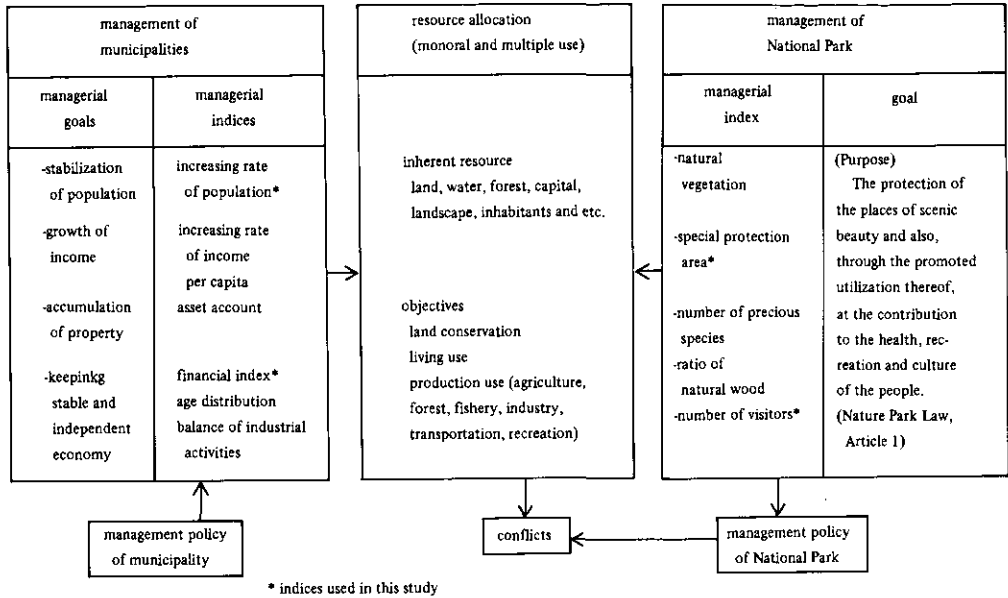 management of
municipalities
managerial
goals
managerial
indices
-stabilization
of population
increasing rate
of population*
-growth of
income
increasing rate
of income
per capita
-accumulation
of property
asset account
-keepinkg
stable and
independent
economy
financial index*
age distribution
balance of industrial
activities
management policy
of municipality
resource allocation
(monoral and multiple use)
inherent resource
land, water, forest, capital,
landscape, inhabitants and etc.
objectives
land conservation
living use
production use (agriculture,
forest, fishery, industry,
transportation, recreation)
conflicts
management of
National Park
managerial
index
goal
-natural
vegetation
-special protection
area*
-number of precious
species
-ratio of
natural wood
-number of visitors*
(Purpose)
The protection of
the places of scenic
beauty and also,
through the promoted
utilization thereof,
at the contribution
to the health, rec-
reation and culture
of the people.
(Nature Park Law,
Article 1)
management policy
of National Park
* indices used in this study